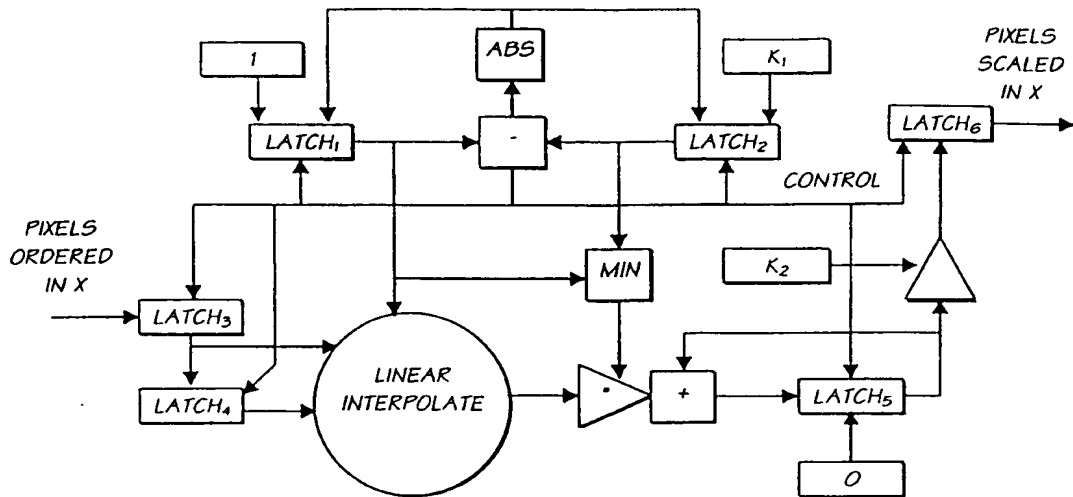 ABS
PIXELS
SCALED
IN X
1
K₁
LATCH₁
-
LATCH₂
LATCH₆
CONTROL
PIXELS
ORDERED
IN X
MIN
K₂
LATCH₃
LINEAR
INTERPOLATE
LATCH₄
+
LATCH₅
0